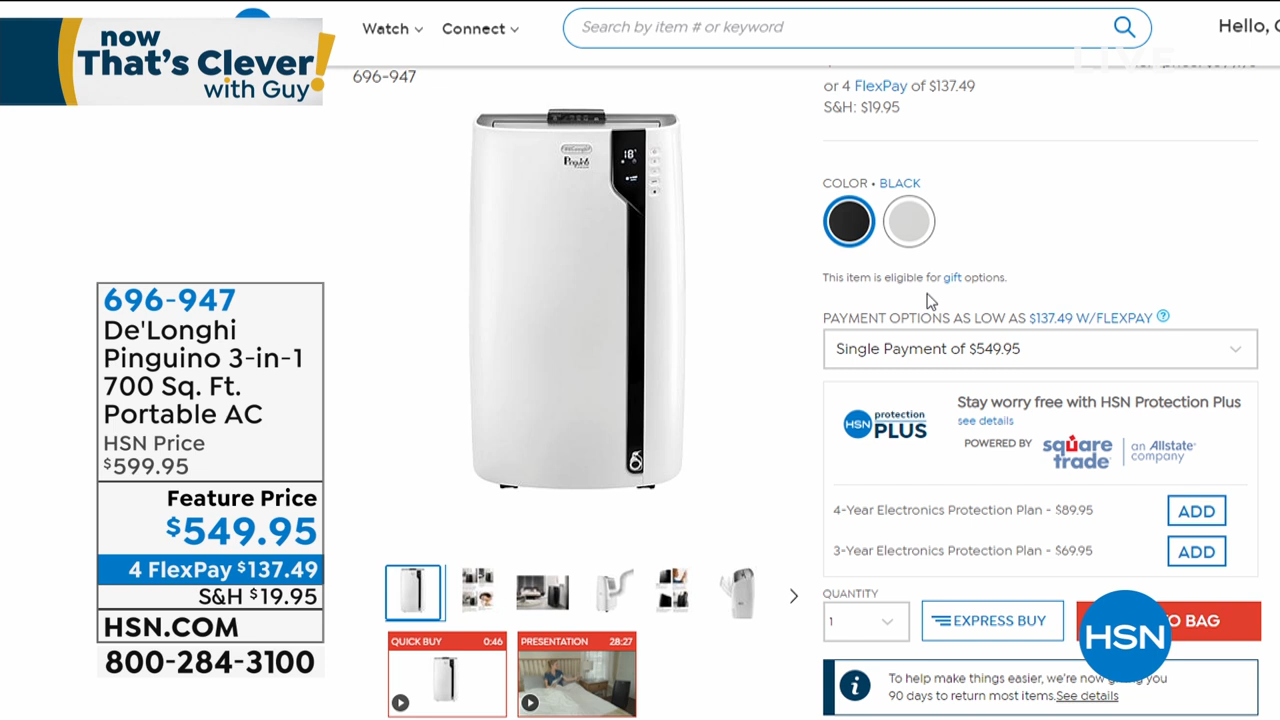 now
That's Clever!
with Guy
Watch
Connect
Search by item # or keyword
Hello,
LIVE
696-947
or 4 FlexPay of $137.49
S&H: $19.95
COLOR • BLACK
This item is eligible for gift options.
PAYMENT OPTIONS AS LOW AS $137.49 W/FLEXPAY ?
Single Payment of $549.95
HSN protection PLUS
Stay worry free with HSN Protection Plus
see details
POWERED BY
square trade
an Allstate company
4-Year Electronics Protection Plan - $89.95
ADD
3-Year Electronics Protection Plan - $69.95
ADD
QUANTITY
1
EXPRESS BUY
TO BAG
HSN
To help make things easier, we're now you
90 days to return most items.See details
696-947
De'Longhi
Pinguino 3-in-1
700 Sq. Ft.
Portable AC
HSN Price
$599.95
Feature Price
$549.95
4 FlexPay $137.49
S&H $19.95
HSN.COM
800-284-3100
DeLonghi
Pinguino
18°
QUICK BUY 0:46
PRESENTATION 28:27